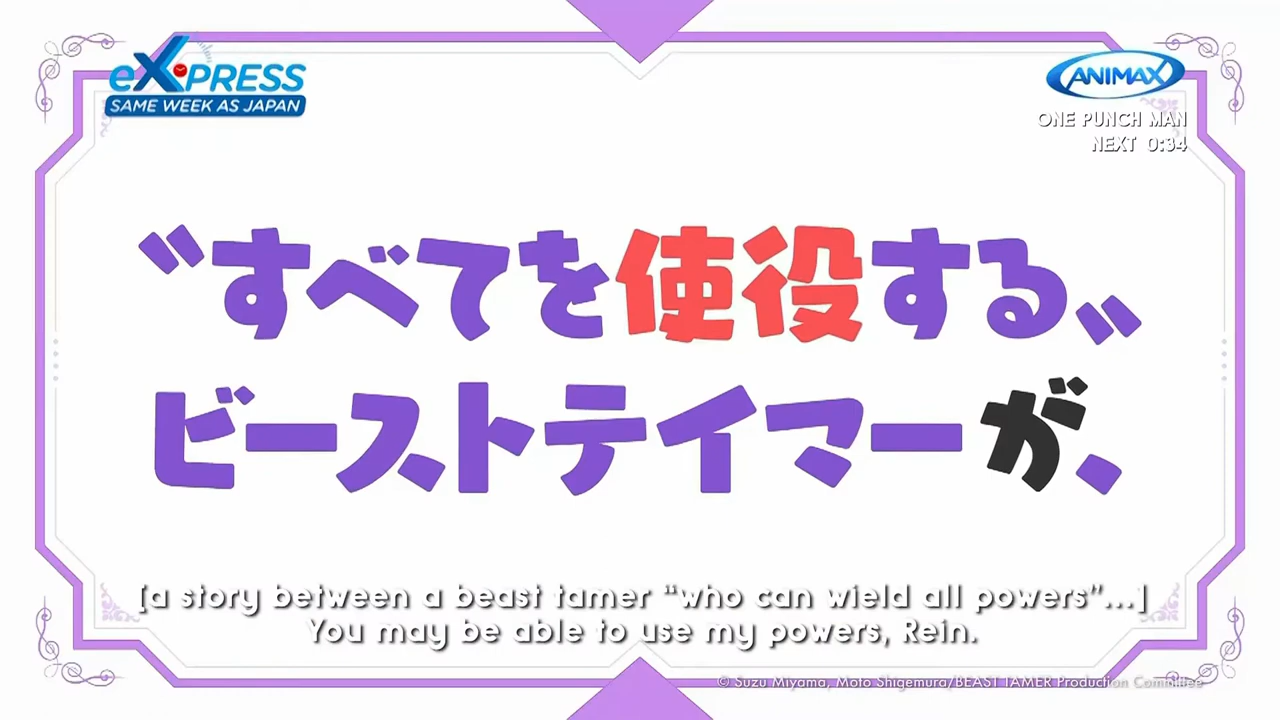 eXPRESS
SAME WEEK AS JAPAN
ANIMAX
ONE PUNCH MAN
NEXT 0:34
〝すべてを使役する〟
ビーストテイマーが、
[a story between a beast tamer “who can wield all powers”...]
You may be able to use my powers, Rein.
© Suzu Miyama, Moto Shigemura/BEAST TAMER Production Committee